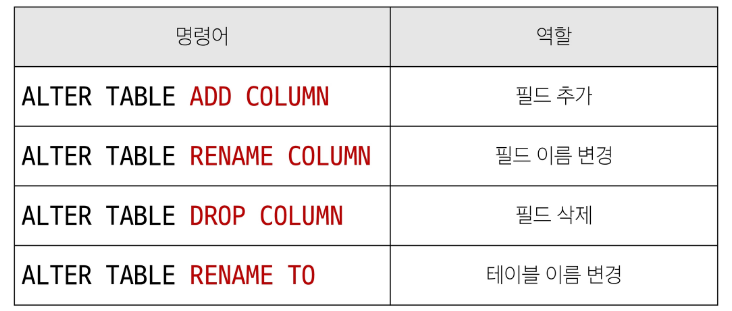 명령어 역할
ALTER TABLE ADD COLUMN 필드 추가
ALTER TABLE RENAME COLUMN 필드 이름 변경
ALTER TABLE DROP COLUMN 필드 삭제
ALTER TABLE RENAME TO 테이블 이름 변경